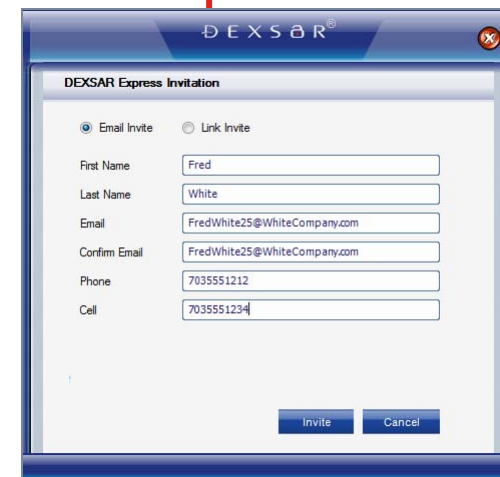 DEXSAR®
DEXSAR Express Invitation
Email Invite Link Invite
First Name Fred
Last Name White
Email FredWhite25@WhiteCompany.com
Confirm Email FredWhite25@WhiteCompany.com
Phone 7035551212
Cell 7035551234
Invite Cancel